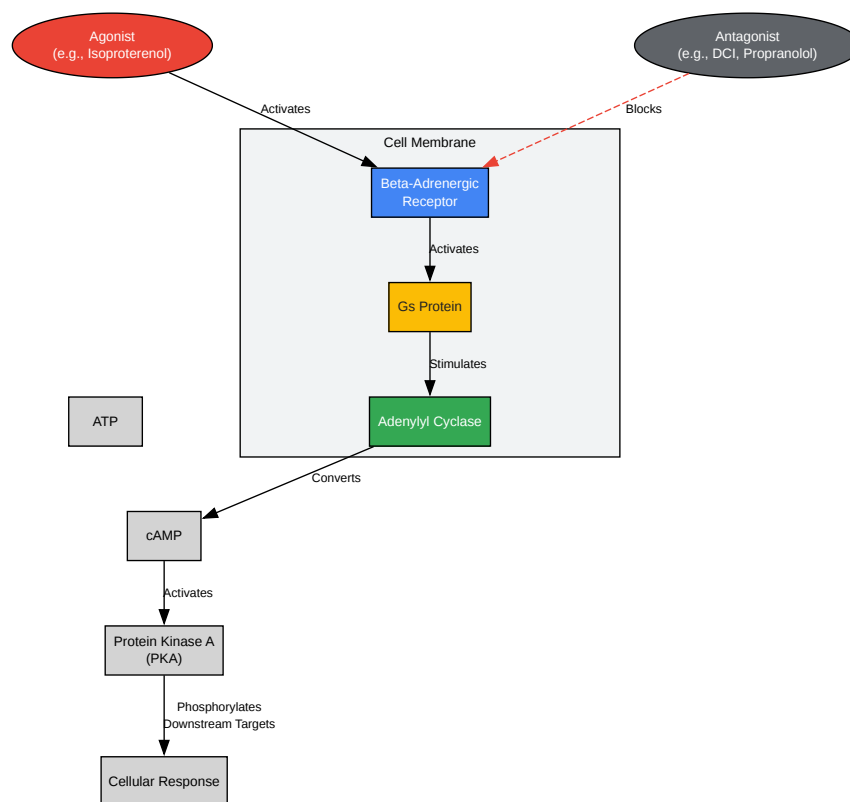 Agonist
(e.g., Isoproterenol)
Antagonist
(e.g., DCI, Propranolol)
Activates
Blocks
Cell Membrane
Beta-Adrenergic
Receptor
Activates
Gs Protein
Stimulates
ATP
Adenylyl Cyclase
Converts
cAMP
Activates
Protein Kinase A
(PKA)
Phosphorylates
Downstream Targets
Cellular Response